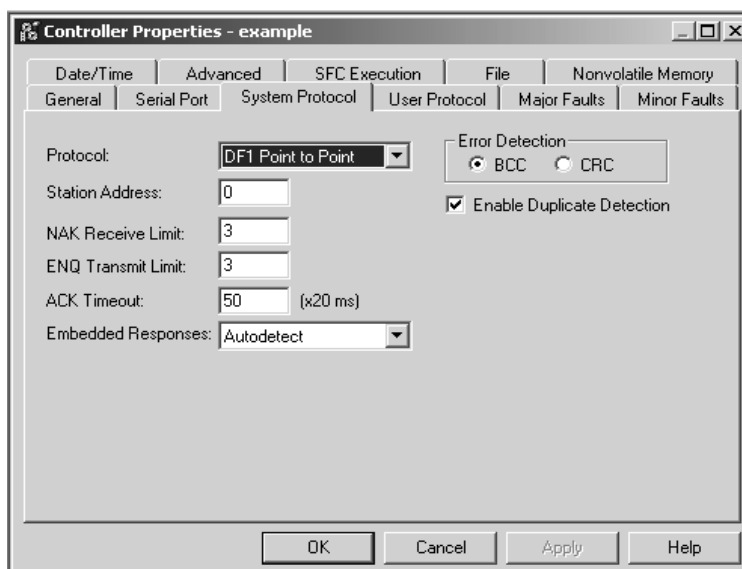 Controller Properties - example
Date/Time Advanced SFC Execution File Nonvolatile Memory
General Serial Port System Protocol User Protocol Major Faults Minor Faults
Protocol: DF1 Point to Point
Error Detection
BCC CRC
Station Address: 0
Enable Duplicate Detection
NAK Receive Limit: 3
ENQ Transmit Limit: 3
ACK Timeout: 50 (x20 ms)
Embedded Responses: Autodetect
OK Cancel Apply Help